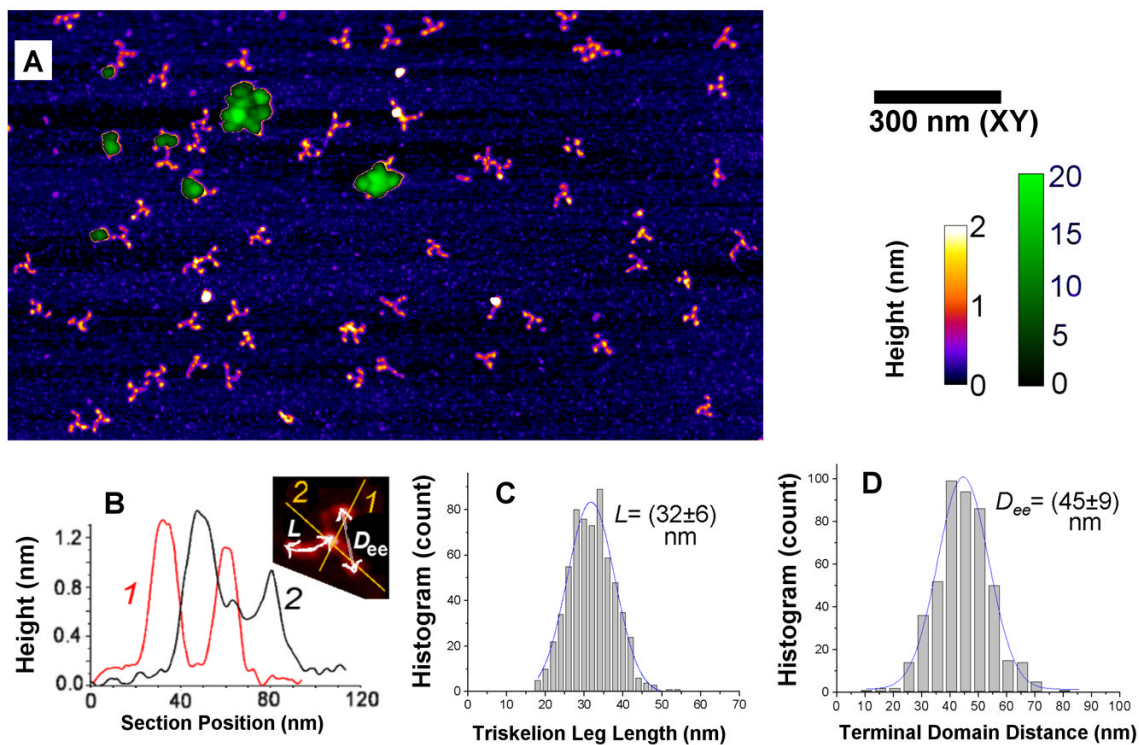 A
300 nm (XY)
Height (nm)
2
1
0
20
15
10
5
0
B
Height (nm)
1.2
0.8
0.4
0.0
0
40
80
120
Section Position (nm)
1
2
2
1
L
Dee
C
L= (32±6)
nm
Histogram (count)
80
60
40
20
0
0 10 20 30 40 50 60 70
Triskelion Leg Length (nm)
D
Dee= (45±9)
nm
Histogram (count)
100
80
60
40
20
0
0 10 20 30 40 50 60 70 80 90 100
Terminal Domain Distance (nm)